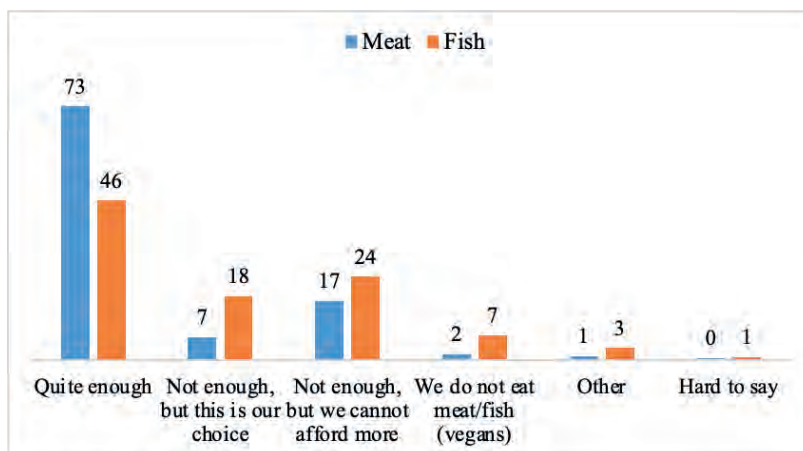 Meat Fish
73
46
7
18
17
24
2
7
1
3
0
1
Quite enough
Not enough,
but this is our
choice
Not enough,
but we cannot
afford more
We do not eat
meat/fish
(vegans)
Other
Hard to say